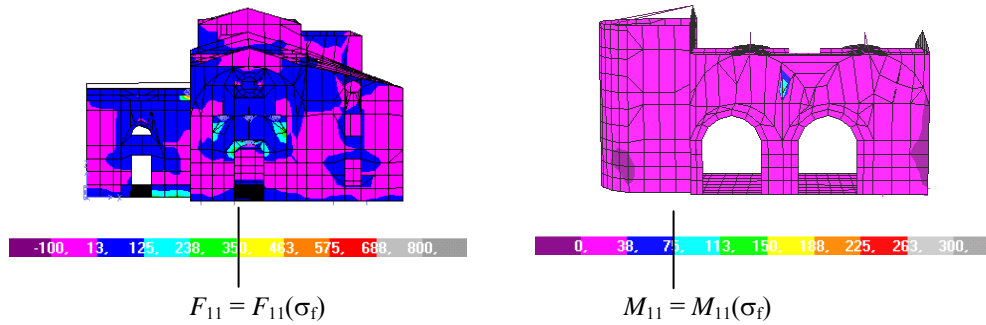 -100, 13, 125, 238, 350, 463, 575, 688, 800,
0, 38, 75, 113, 150, 188, 225, 263, 300,
F₁₁ = F₁₁(σf)
M₁₁ = M₁₁(σf)